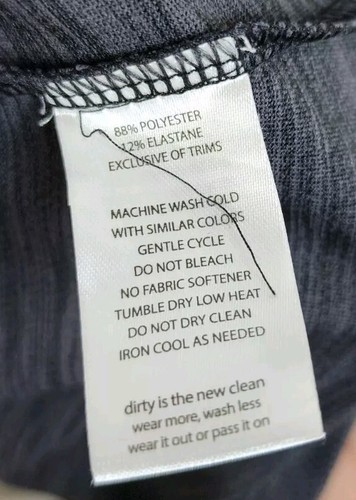 88% POLYESTER
12% ELASTANE
EXCLUSIVE OF TRIMS
MACHINE WASH COLD
WITH SIMILAR COLORS
GENTLE CYCLE
DO NOT BLEACH
NO FABRIC SOFTENER
TUMBLE DRY LOW HEAT
DO NOT DRY CLEAN
IRON COOL AS NEEDED
dirty is the new clean
wear more, wash less
wear it out or pass it on